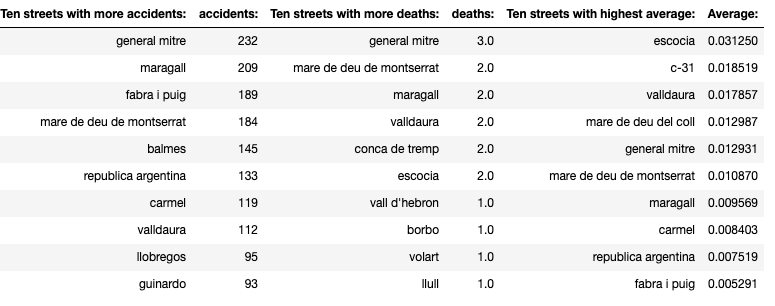 Ten streets with more accidents: accidents: Ten streets with more deaths: deaths: Ten streets with highest average: Average:
general mitre 232 general mitre 3.0 escocia 0.031250
maragall 209 mare de deu de montserrat 2.0 c-31 0.018519
fabra i puig 189 maragall 2.0 valldaura 0.017857
mare de deu de montserrat 184 valldaura 2.0 mare de deu del coll 0.012987
balmes 145 conca de tremp 2.0 general mitre 0.012931
republica argentina 133 escocia 2.0 mare de deu de montserrat 0.010870
carmel 119 vall d'hebron 1.0 maragall 0.009569
valldaura 112 borbo 1.0 carmel 0.008403
llobregos 95 volart 1.0 republica argentina 0.007519
guinardo 93 llull 1.0 fabra i puig 0.005291